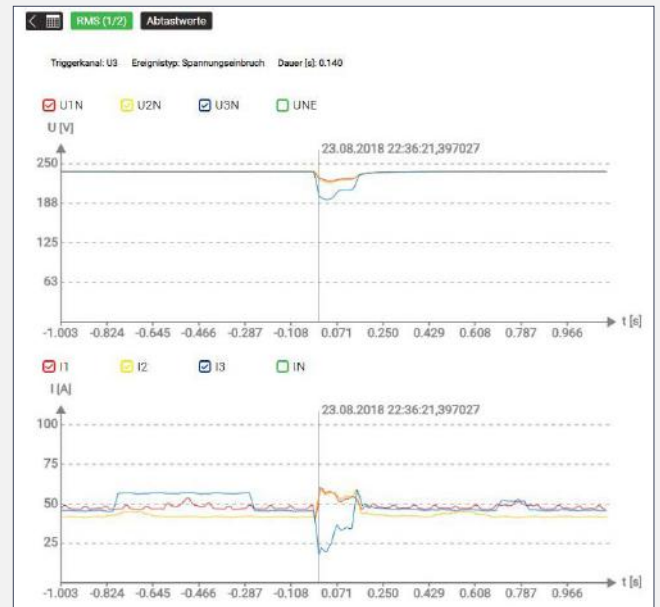 RMS (1/2) Abtastwerte
Triggerkanal: U3 Ereignistyp: Spannungseinbruch Dauer [s]: 0.140
U1N U2N U3N UNE
U [V]
23.08.2018 22:36:21,397027
250
188
125
63
-1.003 -0.824 -0.645 -0.466 -0.287 -0.108 0.071 0.250 0.429 0.608 0.787 0.966 t [s]
I1 I2 I3 IN
I [A]
23.08.2018 22:36:21,397027
100
75
50
25
-1.003 -0.824 -0.645 -0.466 -0.287 -0.108 0.071 0.250 0.429 0.608 0.787 0.966 t [s]